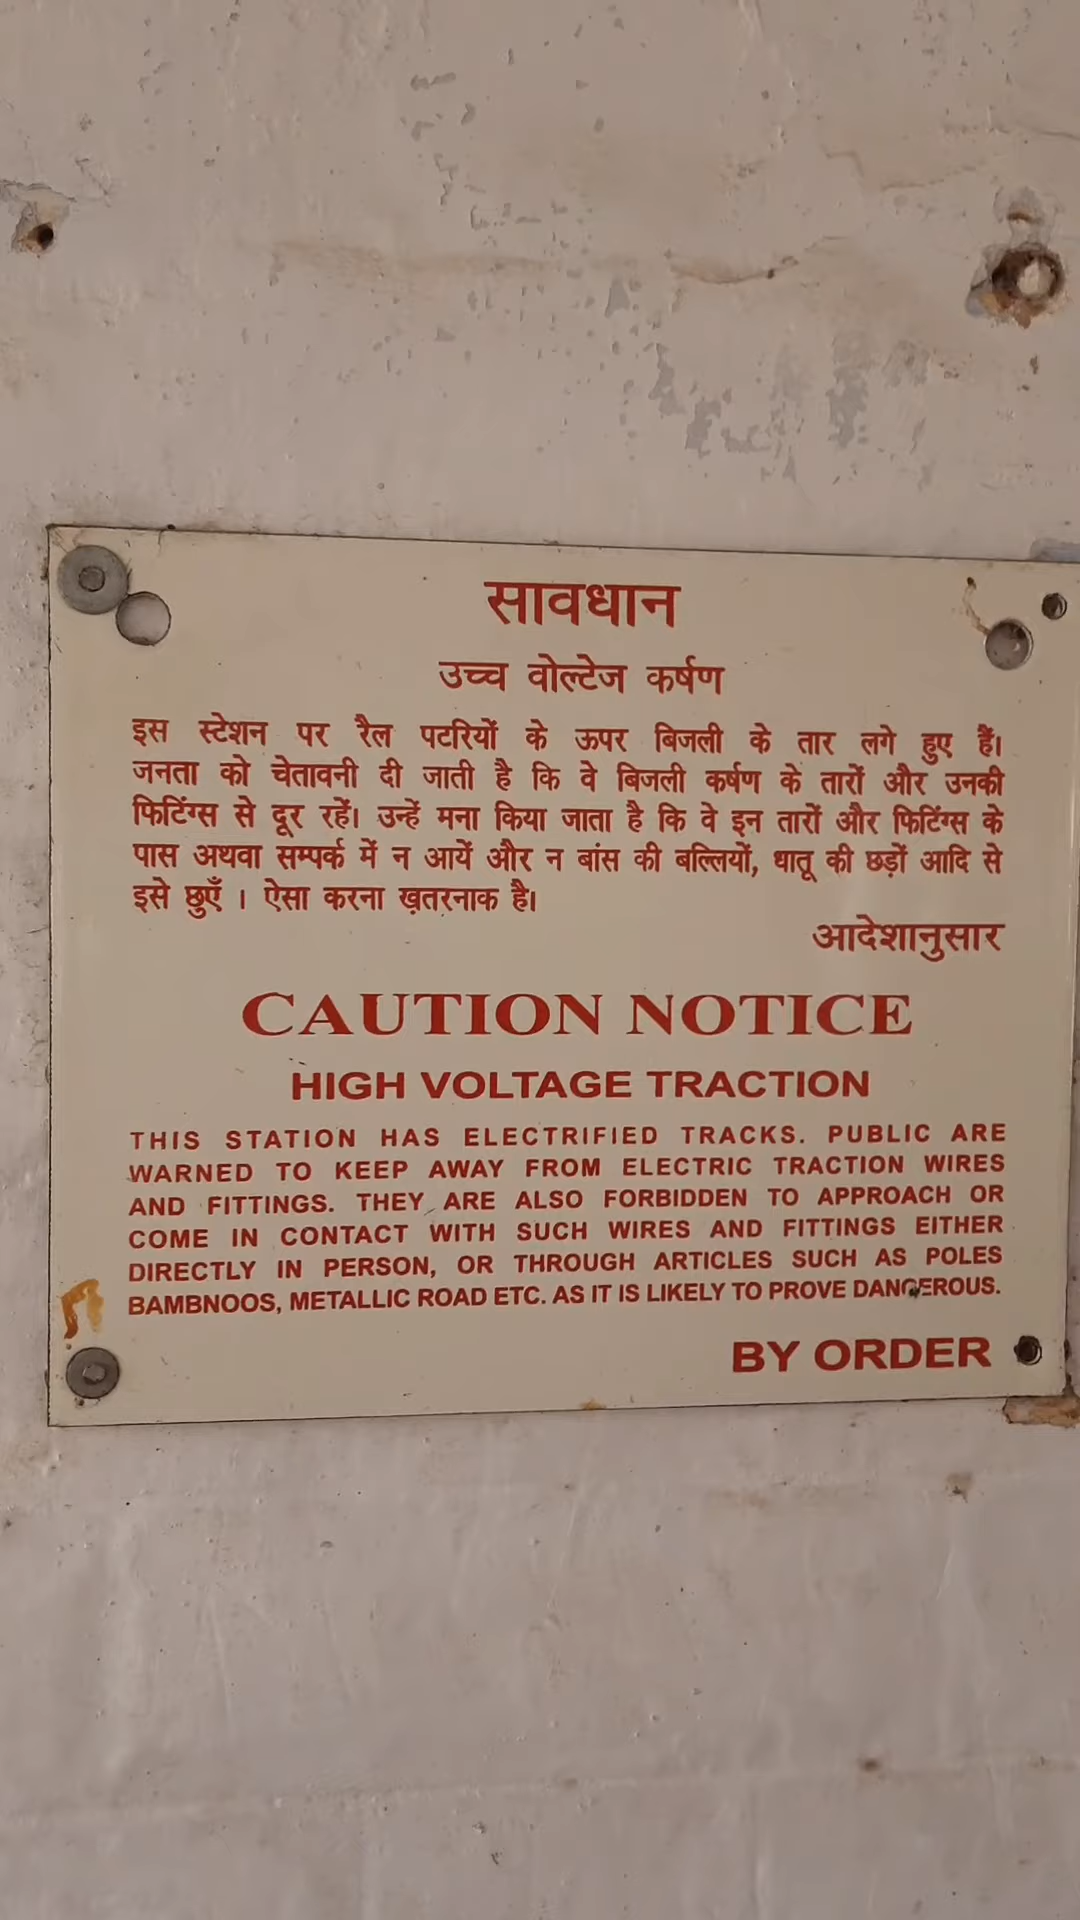 सावधान
उच्च वोल्टेज कर्षण
इस स्टेशन पर रैल पटरियों के ऊपर बिजली के तार लगे हुए हैं।
जनता को चेतावनी दी जाती है कि वे बिजली कर्षण के तारों और उनकी
फिटिंग्स से दूर रहें। उन्हें मना किया जाता है कि वे इन तारों और फिटिंग्स के
पास अथवा सम्पर्क में न आयें और न बांस की बल्लियों, धातू की छड़ों आदि से
इसे छुएँ । ऐसा करना ख़तरनाक है।
आदेशानुसार
CAUTION NOTICE
HIGH VOLTAGE TRACTION
THIS STATION HAS ELECTRIFIED TRACKS. PUBLIC ARE
WARNED TO KEEP AWAY FROM ELECTRIC TRACTION WIRES
AND FITTINGS. THEY ARE ALSO FORBIDDEN TO APPROACH OR
COME IN CONTACT WITH SUCH WIRES AND FITTINGS EITHER
DIRECTLY IN PERSON, OR THROUGH ARTICLES SUCH AS POLES
BAMBNOOS, METALLIC ROAD ETC. AS IT IS LIKELY TO PROVE DANGEROUS.
BY ORDER